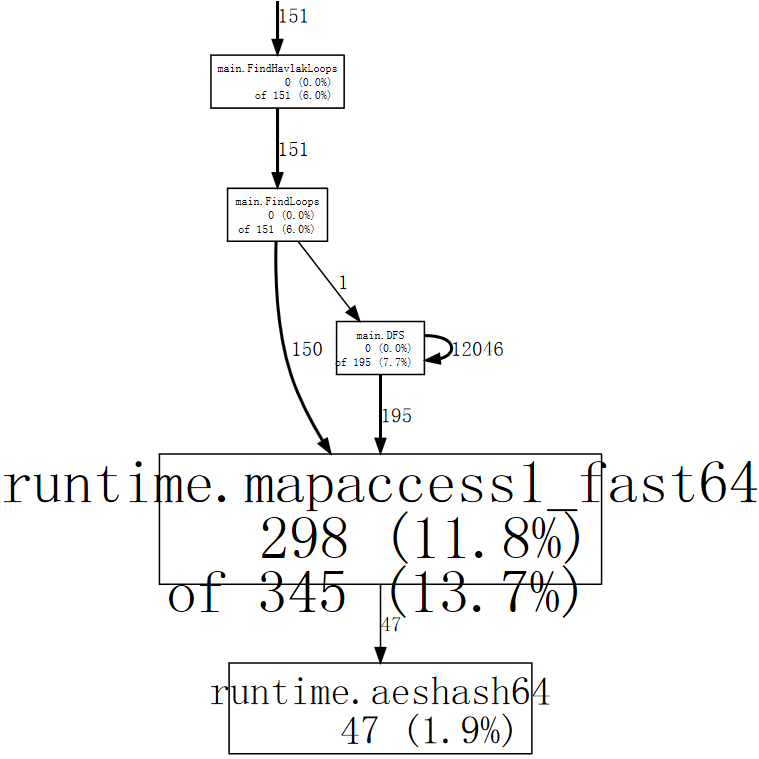 151
main.FindHavlakLoops
0 (0.0%)
of 151 (6.0%)
151
main.FindLoops
0 (0.0%)
of 151 (6.0%)
1
main.DFS
0 (0.0%)
of 195 (7.7%)
150
12046
195
runtime.mapaccess1_fast64
298 (11.8%)
of 345 (13.7%)
47
runtime.aeshash64
47 (1.9%)